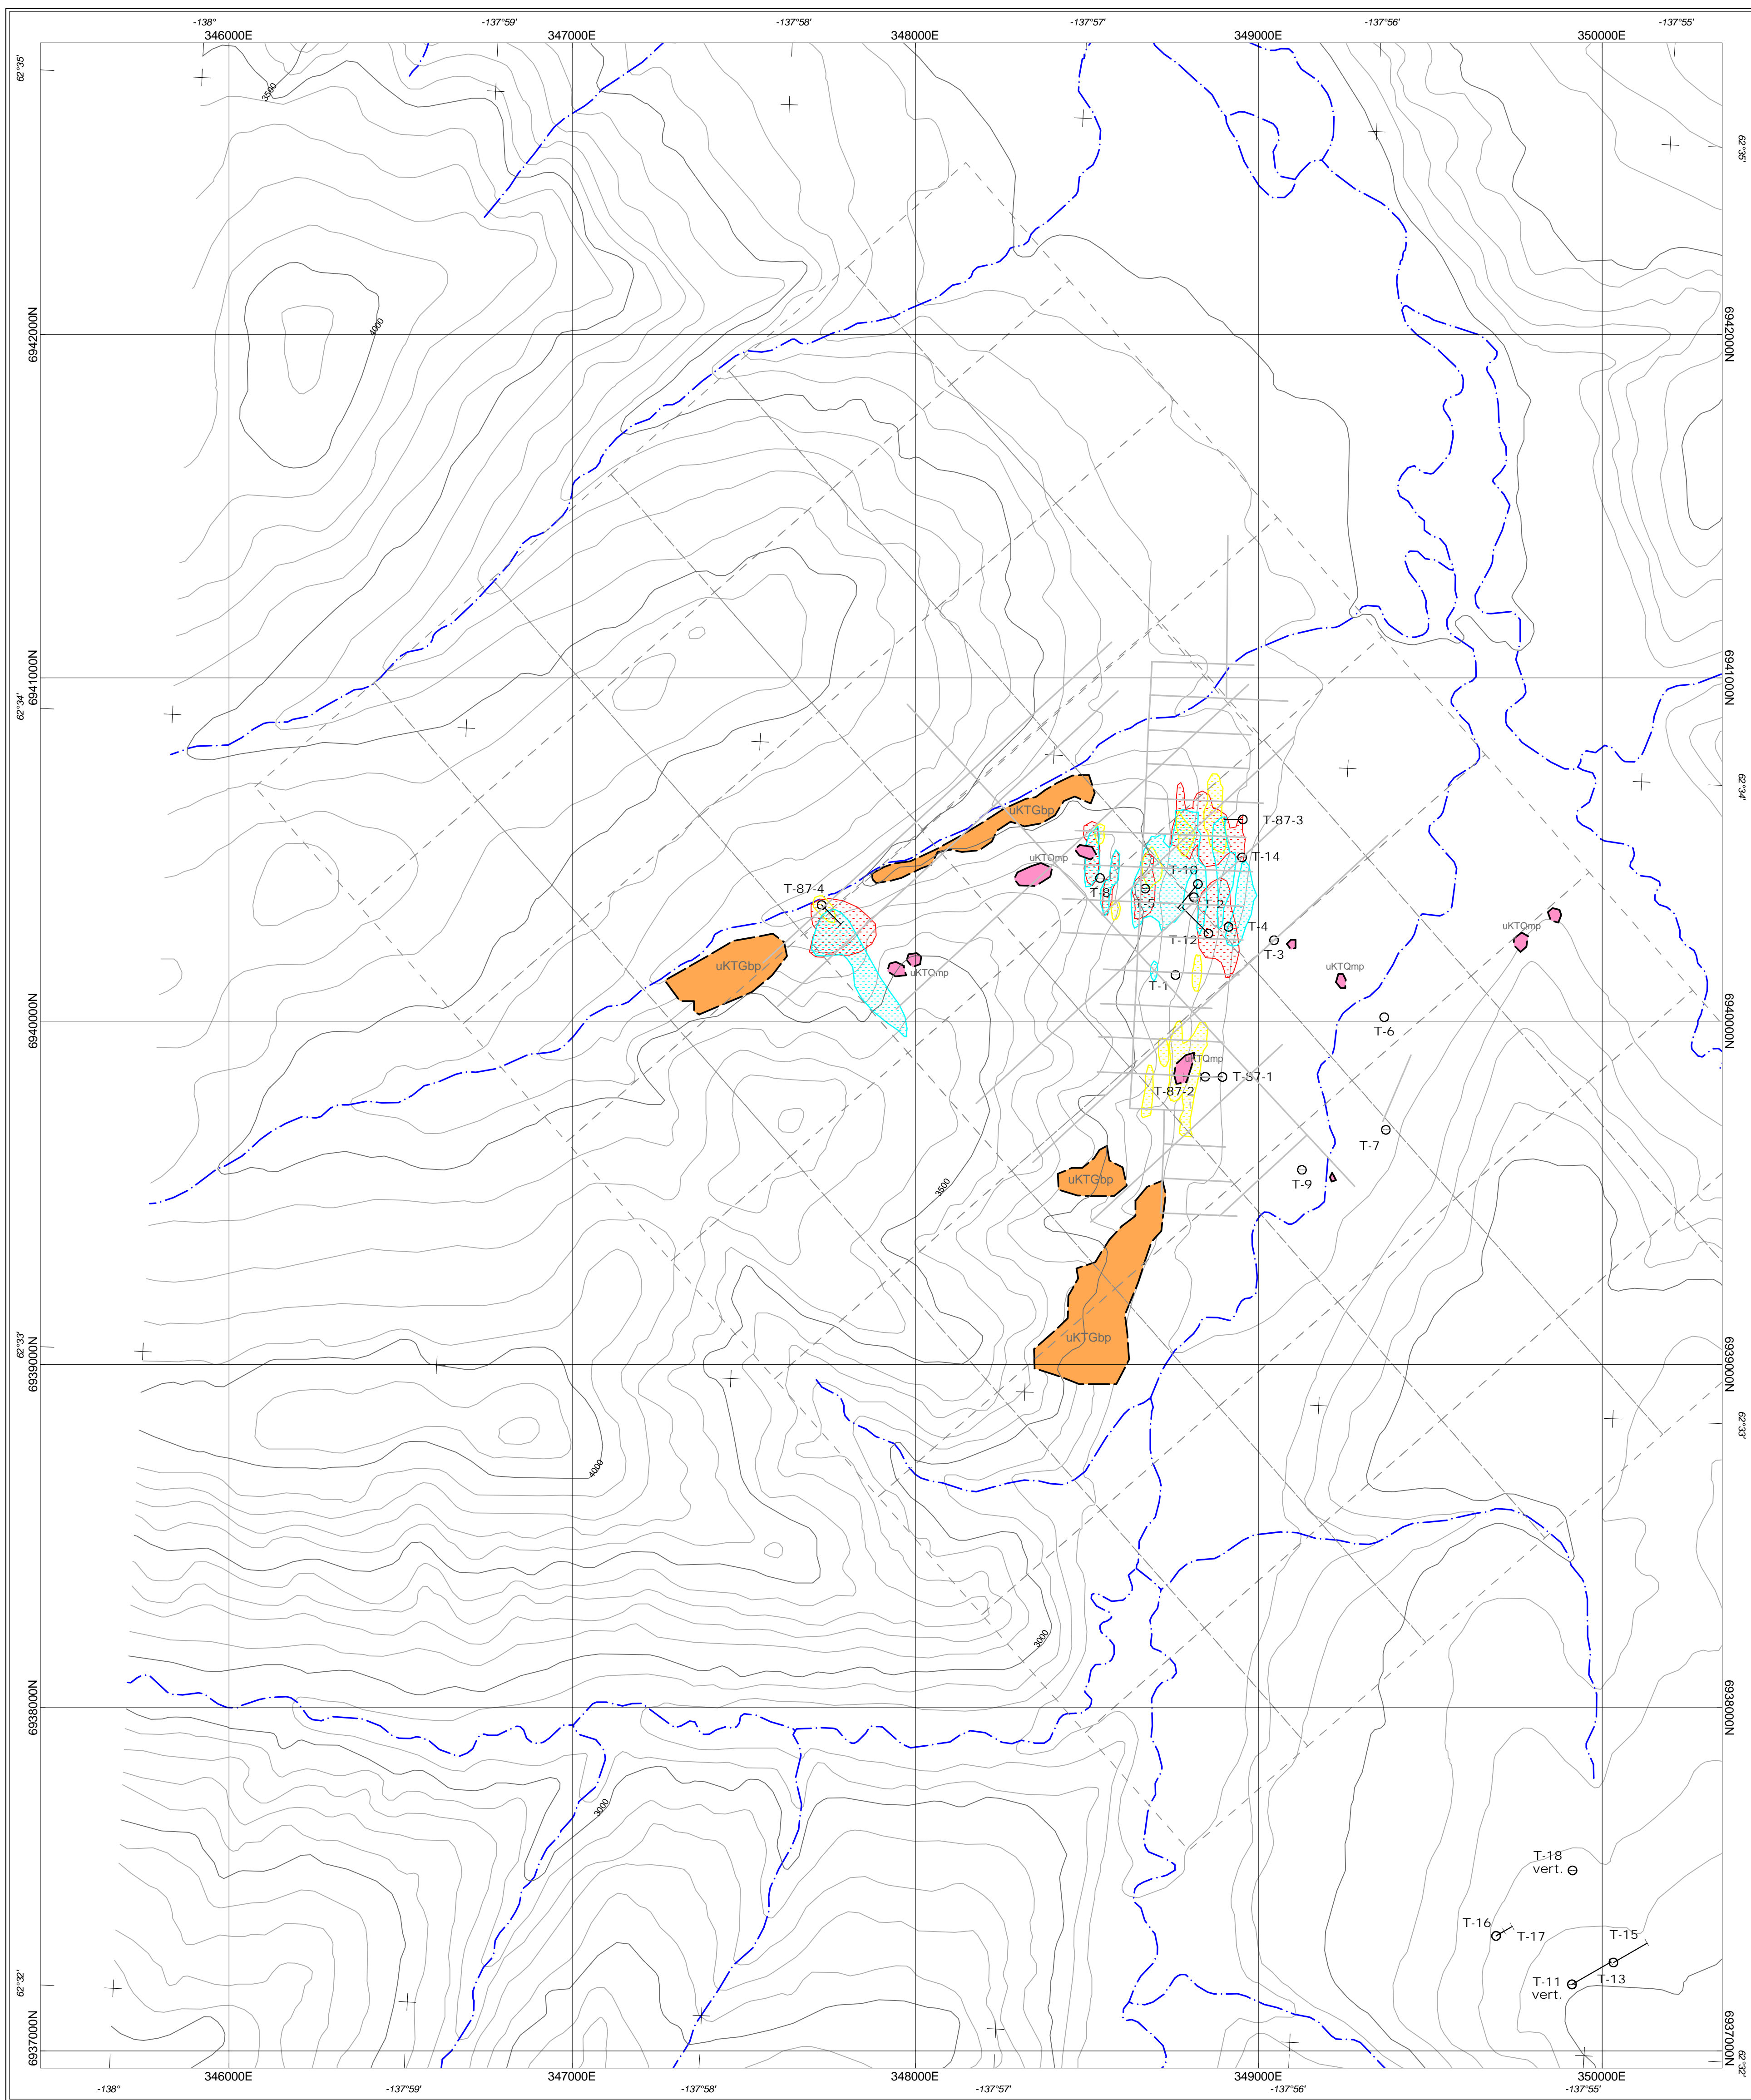 -138° -137°59' -137°58' -137°57' -137°56' -137°55'
346000E 347000E 348000E 349000E 350000E
62°35'
3500
62°35'
4000
6942000N
6942000N
6941000N
6941000N
62°34'
62°34'
uKTGbp
T-87-3
T-14
uKTQmp
T-10
T-87-4
T-8
T-5
T-2
T-4
T-12
T-3
uKTQmp
uKTGbp
uKTQmp
uKTQmp
T-1
6940000N
6940000N
T-6
uKTQmp
T-87-1
T-87-2
T-7
uKTGbp
T-9
3500
uKTGbp
62°33'
6939000N
6939000N
62°33'
4000
3000
6938000N
6938000N
3000
T-18
vert.
T-16
T-17
T-15
T-11
vert.
T-13
62°32'
6937000N
6937000N
62°32'
346000E 347000E 348000E 349000E 350000E
-138° -137°59' -137°58' -137°57' -137°56' -137°55'